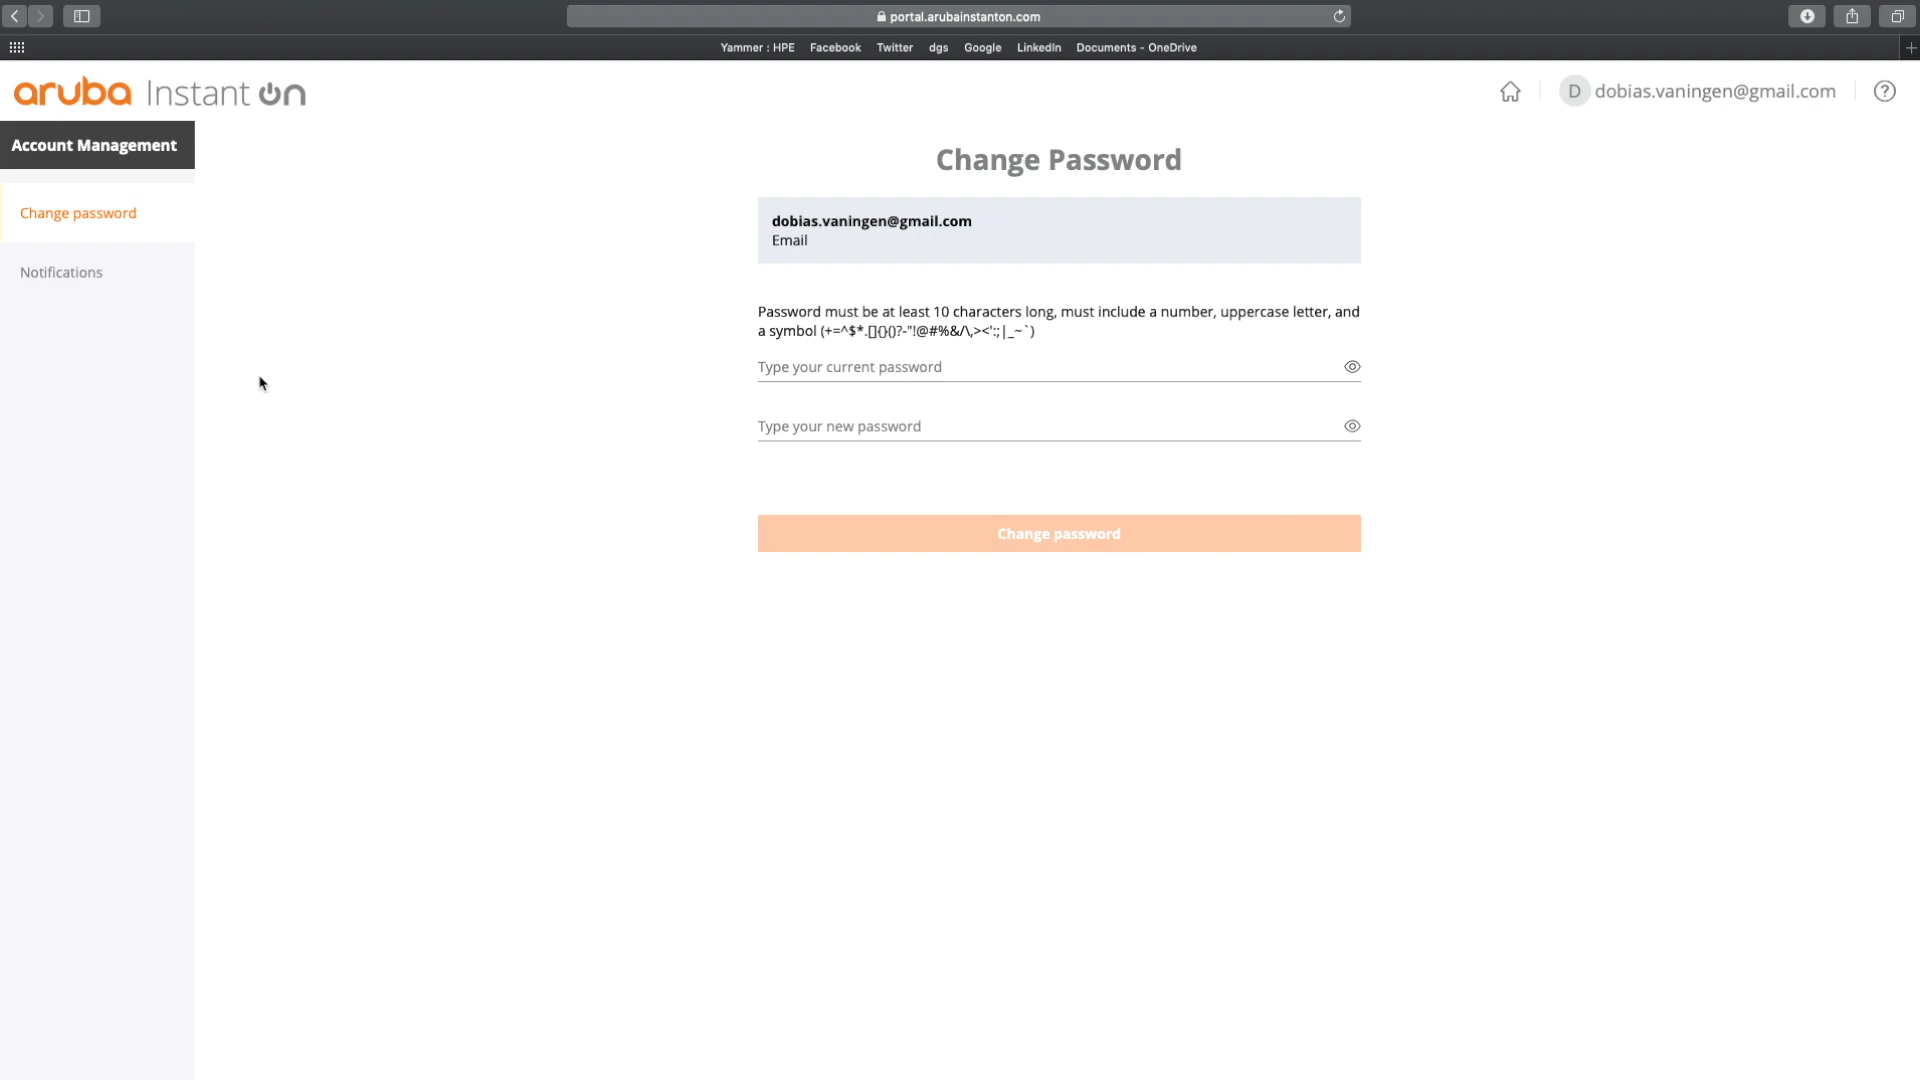 portal.arubainstanton.com
Yammer : HPE Facebook Twitter dgs Google LinkedIn Documents - OneDrive
aruba Instant On
D dobias.vaningen@gmail.com ?
Account Management
Change password
Notifications
Change Password
dobias.vaningen@gmail.com
Email
Password must be at least 10 characters long, must include a number, uppercase letter, and
a symbol (+=^$*.[]{}()?-"!@#%&/\,><':;|_~`)
Type your current password
Type your new password
Change password